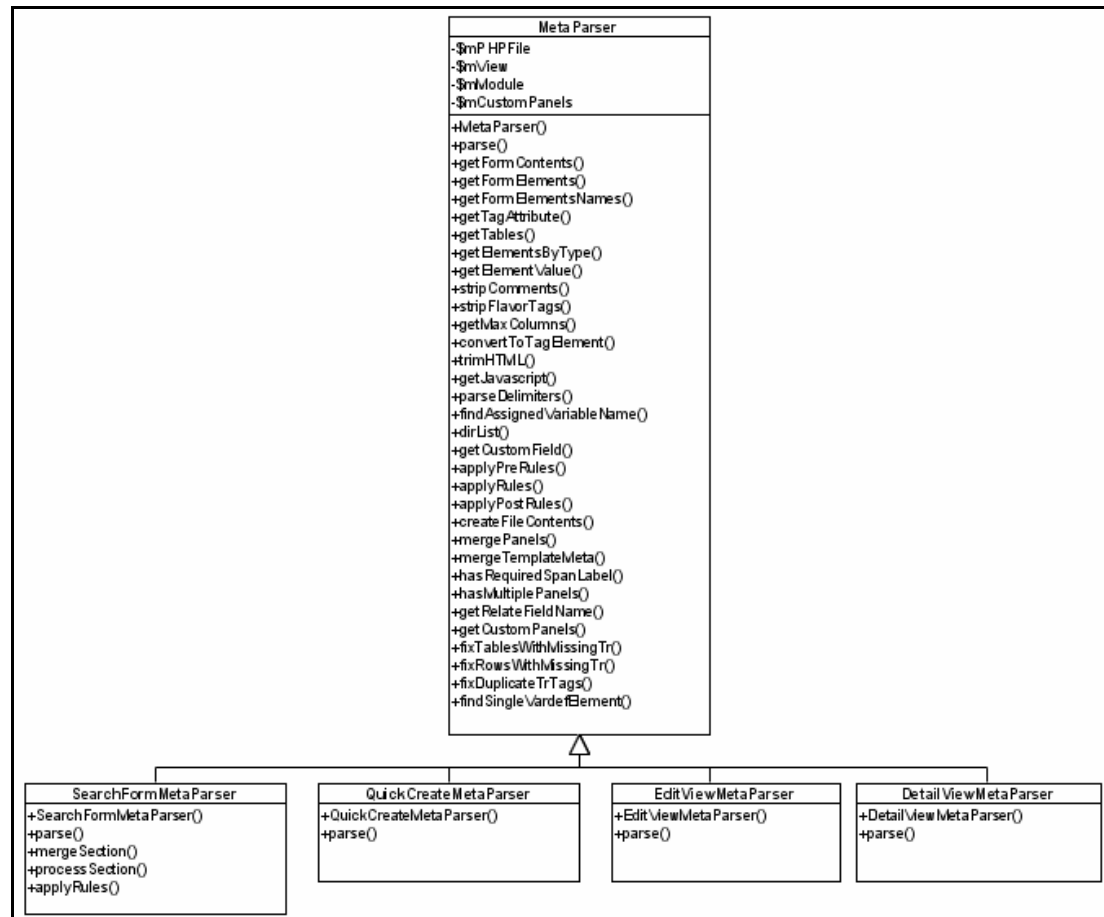 MetaParser
-$mPHPFile
-$mView
-$mModule
-$mCustomPanels
+MetaParser()
+parse()
+getFormContents()
+getFormElements()
+getFormElementsNames()
+getTagAttribute()
+getTables()
+getElementsByType()
+getElementValue()
+stripComments()
+stripFlavorTags()
+getMaxColumns()
+convertToTagElement()
+trimHTML()
+getJavascript()
+parseDelimiters()
+findAssignedVariableName()
+dirList()
+getCustomField()
+applyPreRules()
+applyRules()
+applyPostRules()
+createFileContents()
+mergePanels()
+mergeTemplateMeta()
+hasRequiredSpanLabel()
+hasMultiplePanels()
+getRelateFieldName()
+getCustomPanels()
+fixTablesWithMissingTr()
+fixRowsWithMissingTr()
+fixDuplicateTrTags()
+findSingleVardefElement()
SearchFormMetaParser
+SearchFormMetaParser()
+parse()
+mergeSection()
+processSection()
+applyRules()
QuickCreateMetaParser
+QuickCreateMetaParser()
+parse()
EditViewMetaParser
+EditViewMetaParser()
+parse()
DetailViewMetaParser
+DetailViewMetaParser()
+parse()